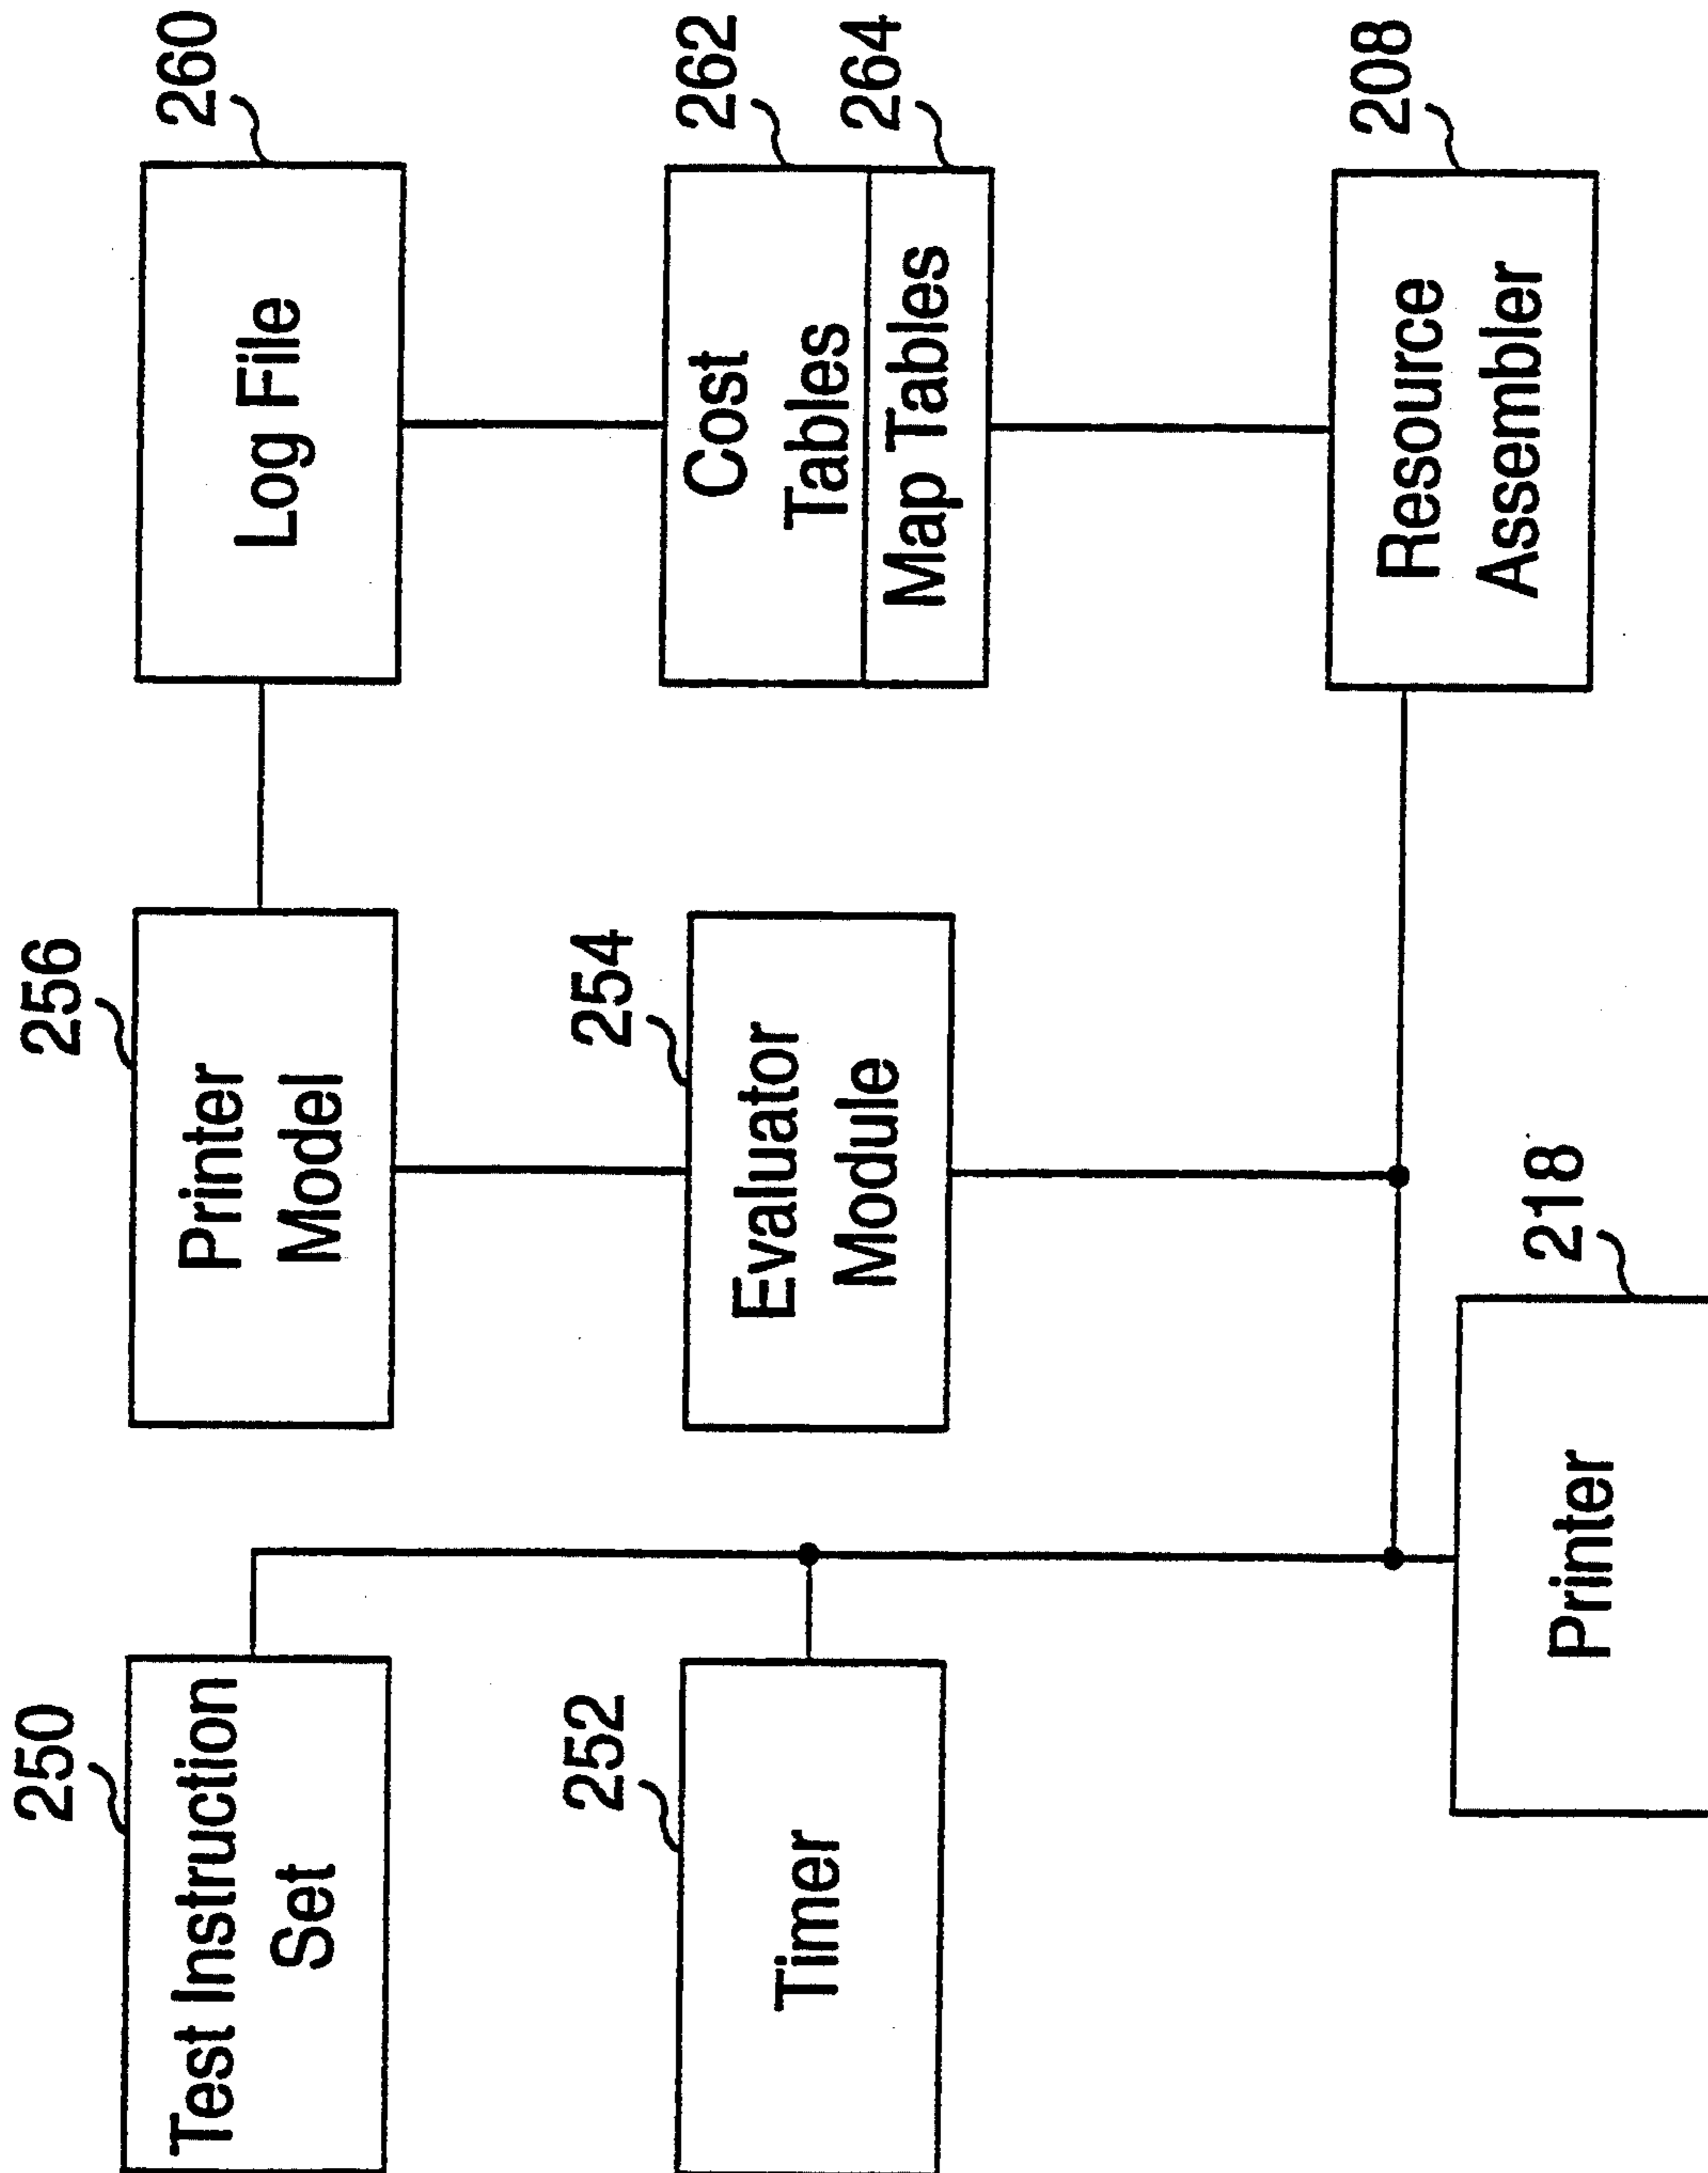 250
Test Instruction
Set
256
Printer
Model
260
Log File
252
Timer
254
Evaluator
Module
262
Cost
Tables
264
Map Tables
218
Printer
208
Resource
Assembler